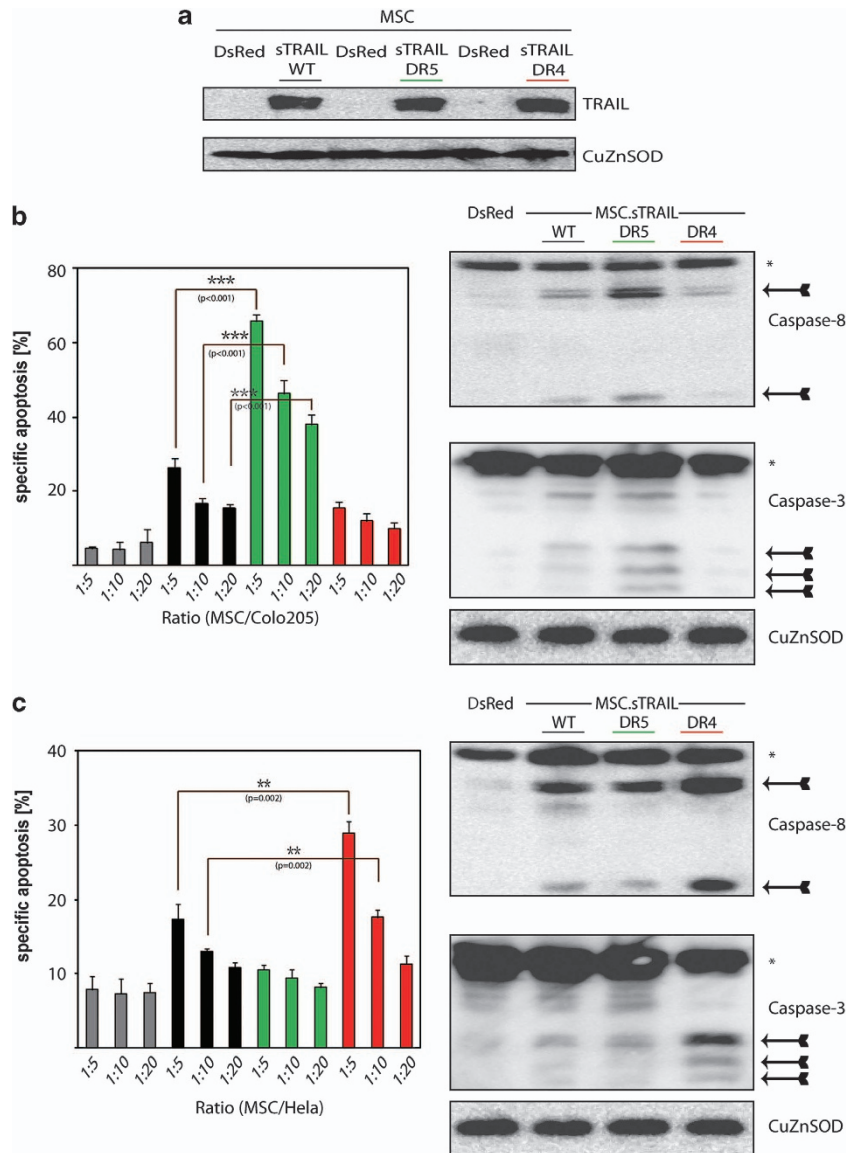 a
MSC
DsRed sTRAIL WT DsRed sTRAIL DR5 DsRed sTRAIL DR4
TRAIL
CuZnSOD
b
specific apoptosis [%]
80
60
40
20
***
(p<0.001)
***
(p<0.001)
***
(p<0.001)
1:5 1:10 1:20 1:5 1:10 1:20 1:5 1:10 1:20 1:5 1:10 1:20
Ratio (MSC/Colo205)
DsRed MSC.sTRAIL
WT DR5 DR4
*
Caspase-8
*
Caspase-3
CuZnSOD
c
specific apoptosis [%]
40
30
20
10
**
(p=0.002)
**
(p=0.002)
1:5 1:10 1:20 1:5 1:10 1:20 1:5 1:10 1:20 1:5 1:10 1:20
Ratio (MSC/Hela)
DsRed MSC.sTRAIL
WT DR5 DR4
*
Caspase-8
*
Caspase-3
CuZnSOD